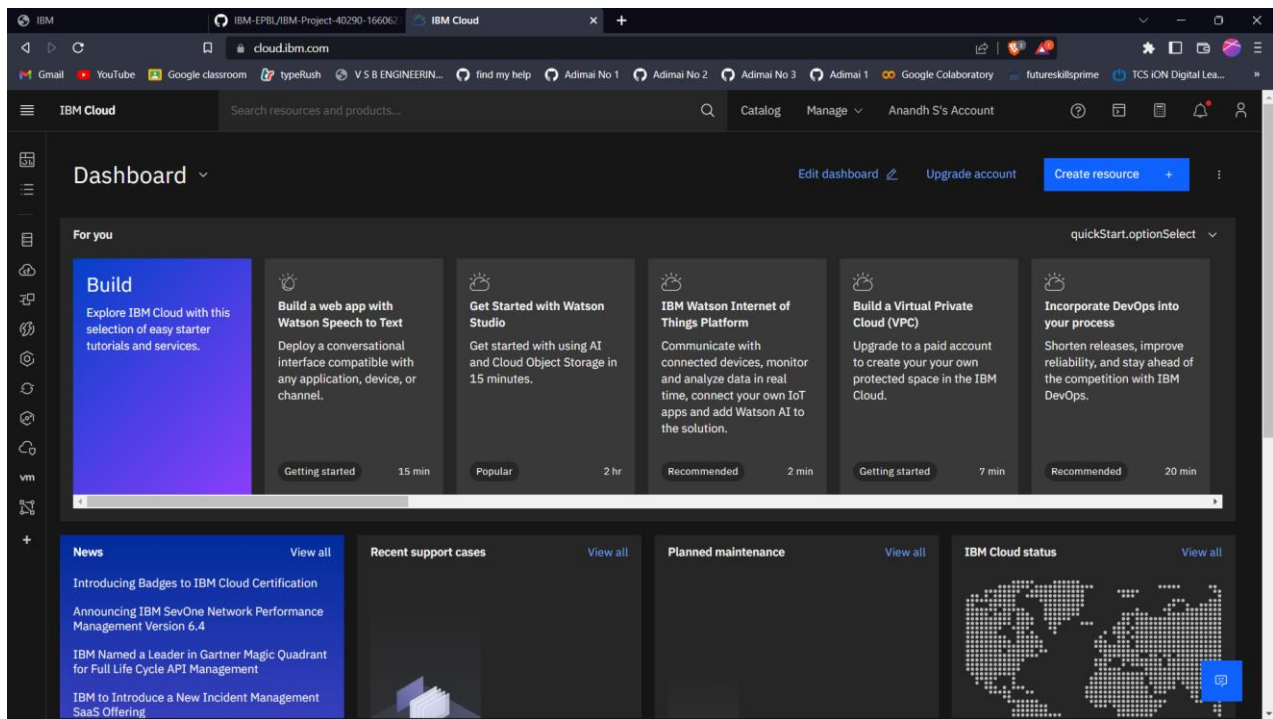 IBM
IBM-EPBL/IBM-Project-40290-166062
IBM Cloud
cloud.ibm.com
Gmail YouTube Google classroom typeRush V S B ENGINEERIN... find my help Adimai No 1 Adimai No 2 Adimai No 3 Adimai 1 Google Colaboratory futureskillsprime TCS iON Digital Lea...
IBM Cloud Search resources and products... Catalog Manage Anandh S's Account
Dashboard
Edit dashboard Upgrade account Create resource +
For you
quickStart.optionSelect
Build
Explore IBM Cloud with this
selection of easy starter
tutorials and services.
Build a web app with
Watson Speech to Text
Deploy a conversational
interface compatible with
any application, device, or
channel.
Getting started 15 min
Get Started with Watson
Studio
Get started with using AI
and Cloud Object Storage in
15 minutes.
Popular 2 hr
IBM Watson Internet of
Things Platform
Communicate with
connected devices, monitor
and analyze data in real
time, connect your own IoT
apps and add Watson AI to
the solution.
Recommended 2 min
Build a Virtual Private
Cloud (VPC)
Upgrade to a paid account
to create your your own
protected space in the IBM
Cloud.
Getting started 7 min
Incorporate DevOps into
your process
Shorten releases, improve
reliability, and stay ahead of
the competition with IBM
DevOps.
Recommended 20 min
vm
News View all
Introducing Badges to IBM Cloud Certification
Announcing IBM SevOne Network Performance
Management Version 6.4
IBM Named a Leader in Gartner Magic Quadrant
for Full Life Cycle API Management
IBM to Introduce a New Incident Management
SaaS Offering
Recent support cases View all
Planned maintenance View all
IBM Cloud status View all